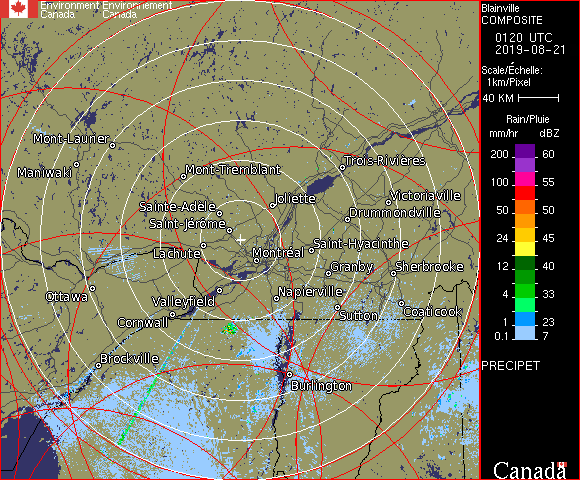 Environment Environnement
Canada Canada
Blainville
COMPOSITE
0120 UTC
2019-08-21
Scale/Échelle:
1km/Pixel
40 KM
Rain/Pluie
mm/hr dBZ
200 60
100 55
50 50
24 45
12 40
4 33
1 23
0.1 7
PRECIPET
Mont-Laurier
Maniwaki
Mont-Tremblant
Trois-Rivières
Sainte-Adèle
Joliette
Victoriaville
Drummondville
Saint-Jérôme
Lachute
Montréal
Saint-Hyacinthe
Granby
Sherbrooke
Ottawa
Valleyfield
Napierville
Cornwall
Sutton
Coaticook
Brockville
Burlington
Canada